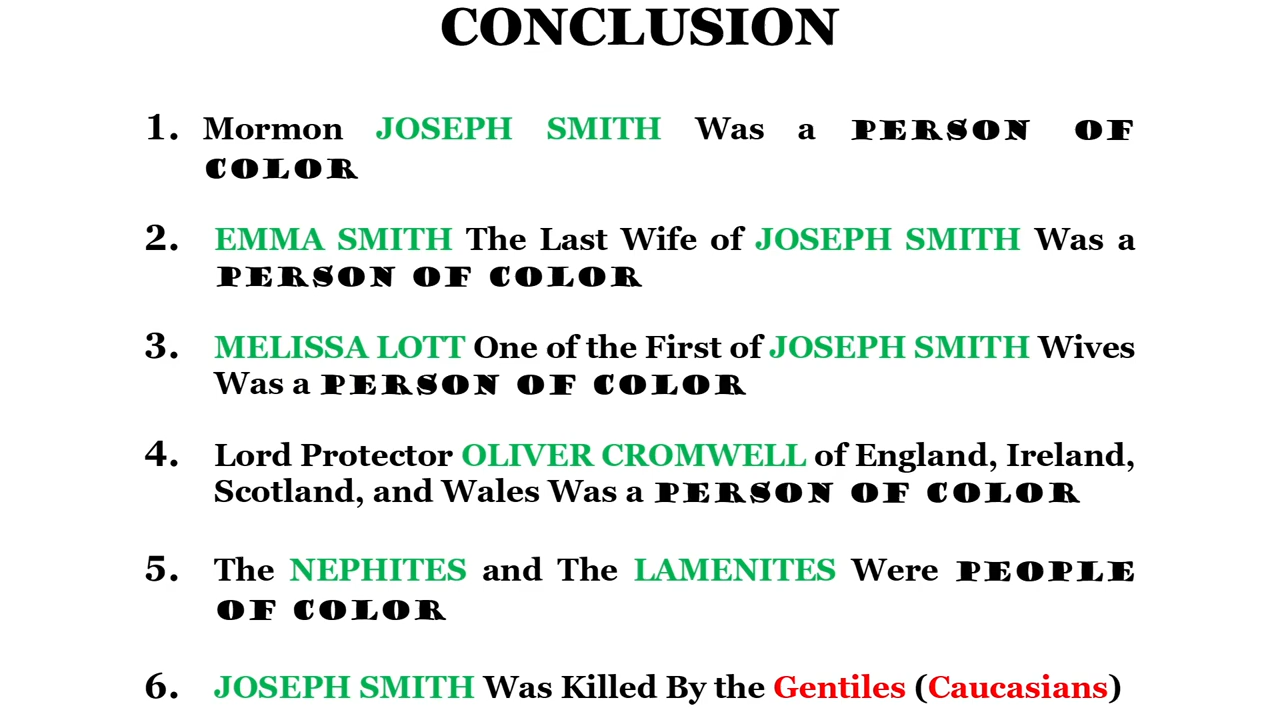 CONCLUSION
1. Mormon JOSEPH SMITH Was a PERSON OF
COLOR
2. EMMA SMITH The Last Wife of JOSEPH SMITH Was a
PERSON OF COLOR
3. MELISSA LOTT One of the First of JOSEPH SMITH Wives
Was a PERSON OF COLOR
4. Lord Protector OLIVER CROMWELL of England, Ireland,
Scotland, and Wales Was a PERSON OF COLOR
5. The NEPHITES and The LAMENITES Were PEOPLE
OF COLOR
6. JOSEPH SMITH Was Killed By the Gentiles (Caucasians)